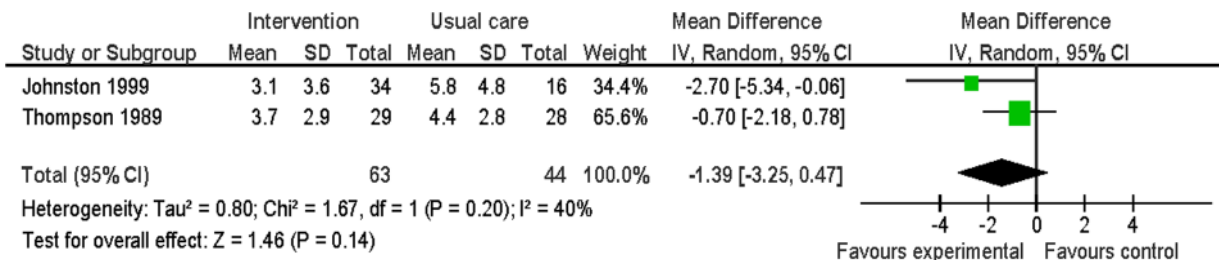 Intervention Usual care Mean Difference Mean Difference
Study or Subgroup Mean SD Total Mean SD Total Weight IV, Random, 95% CI IV, Random, 95% CI
Johnston 1999 3.1 3.6 34 5.8 4.8 16 34.4% -2.70 [-5.34, -0.06]
Thompson 1989 3.7 2.9 29 4.4 2.8 28 65.6% -0.70 [-2.18, 0.78]
Total (95% CI) 63 44 100.0% -1.39 [-3.25, 0.47]
Heterogeneity: Tau² = 0.80; Chi² = 1.67, df = 1 (P = 0.20); I² = 40%
Test for overall effect: Z = 1.46 (P = 0.14)
-4 -2 0 2 4
Favours experimental Favours control